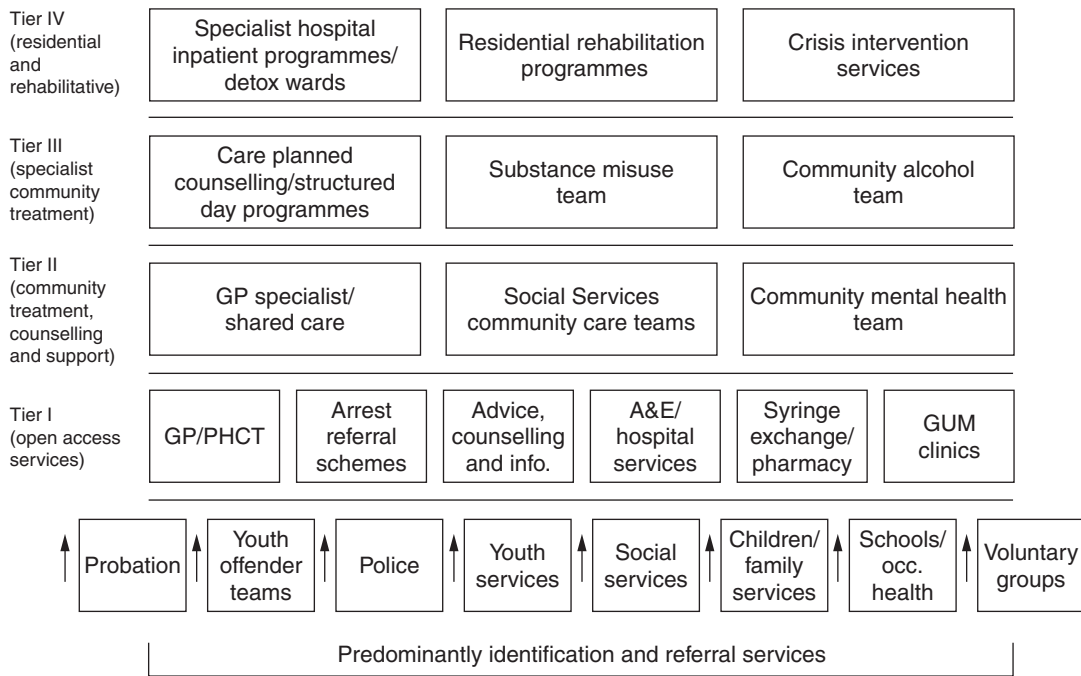 Tier IV
(residential
and
rehabilitative)
Specialist hospital
inpatient programmes/
detox wards
Residential rehabilitation
programmes
Crisis intervention
services
Tier III
(specialist
community
treatment)
Care planned
counselling/structured
day programmes
Substance misuse
team
Community alcohol
team
Tier II
(community
treatment,
counselling
and support)
GP specialist/
shared care
Social Services
community care teams
Community mental health
team
Tier I
(open access
services)
GP/PHCT
Arrest
referral
schemes
Advice,
counselling
and info.
A&E/
hospital
services
Syringe
exchange/
pharmacy
GUM
clinics
Probation
Youth
offender
teams
Police
Youth
services
Social
services
Children/
family
services
Schools/
occ.
health
Voluntary
groups
Predominantly identification and referral services